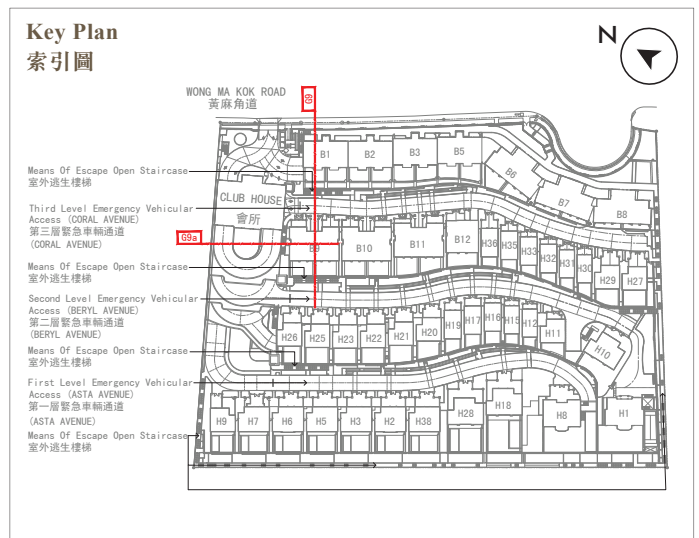 Key Plan
索引圖
N
WONG MA KOK ROAD
黃麻角道
G9
Means Of Escape Open Staircase
室外逃生樓梯
CLUB HOUSE
會所
Third Level Emergency Vehicular
Access (CORAL AVENUE)
第三層緊急車輛通道
(CORAL AVENUE)
G9a
Means Of Escape Open Staircase
室外逃生樓梯
Second Level Emergency Vehicular
Access (BERYL AVENUE)
第二層緊急車輛通道
(BERYL AVENUE)
Means Of Escape Open Staircase
室外逃生樓梯
First Level Emergency Vehicular
Access (ASTA AVENUE)
第一層緊急車輛通道
(ASTA AVENUE)
Means Of Escape Open Staircase
室外逃生樓梯
B1 B2 B3 B5 B6 B7 B8
B9 B10 B11 B12 H36 H35 H33 H32 H31 H30 H29 H27
H26 H25 H23 H22 H21 H20 H19 H17 H16 H15 H12 H11 H10
H9 H7 H6 H5 H3 H2 H38 H28 H18 H8 H1